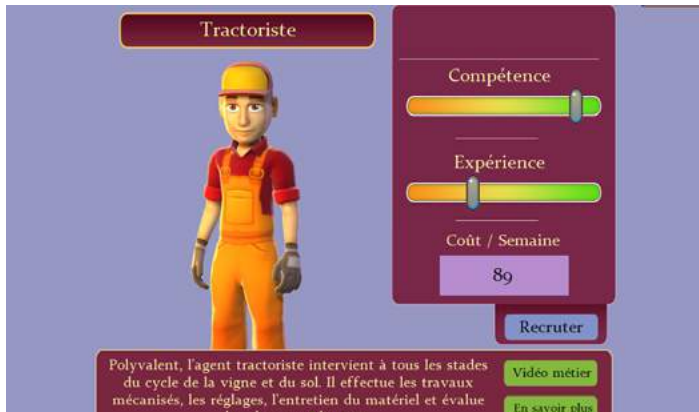 Tractoriste
Compétence
Expérience
Coût / Semaine
89
Recruter
Polyvalent, l'agent tractoriste intervient à tous les stades
du cycle de la vigne et du sol. Il effectue les travaux
mécanisés, les réglages, l'entretien du matériel et évalue
Vidéo métier
En savoir plus